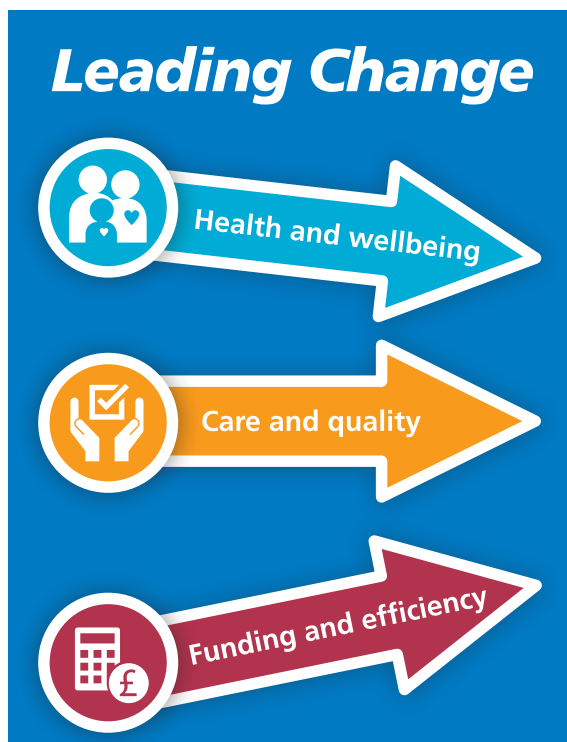 Leading Change
Health and wellbeing
Care and quality
Funding and efficiency
£